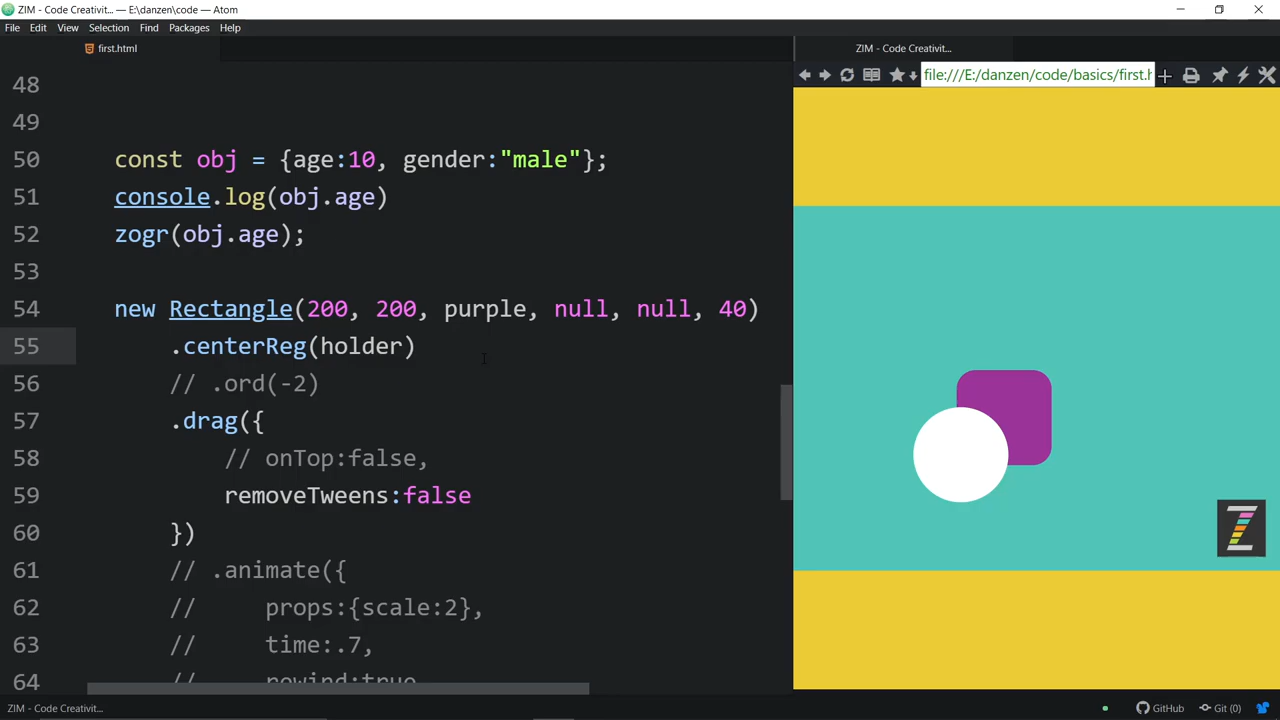 ZIM - Code Creativit... — E:\danzen\code — Atom
File Edit View Selection Find Packages Help
first.html
ZIM - Code Creativit...
file:///E:/danzen/code/basics/first.h
48
49
50 const obj = {age:10, gender:"male"};
51 console.log(obj.age)
52 zogr(obj.age);
53
54 new Rectangle(200, 200, purple, null, null, 40)
55 .centerReg(holder)
56 // .ord(-2)
57 .drag({
58 // onTop:false,
59 removeTweens:false
60 })
61 // .animate({
62 // props:{scale:2},
63 // time:.7,
64 // rewind:true
Z
ZIM - Code Creativit...
GitHub Git (0)